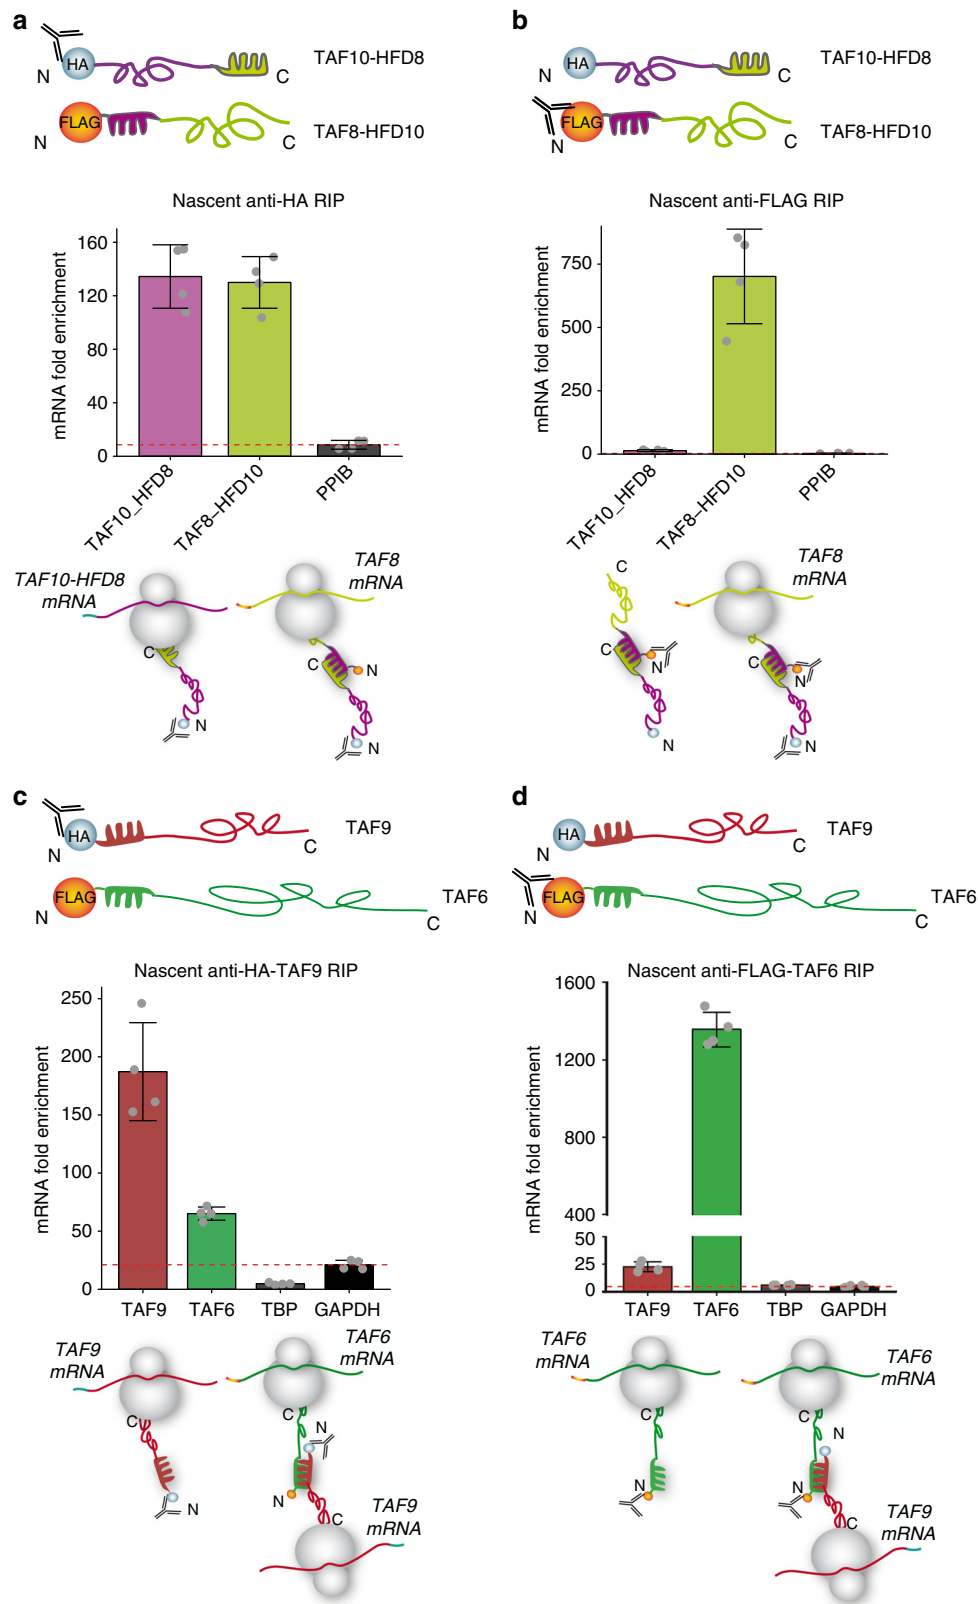 a
HA
N
C
TAF10-HFD8
FLAG
N
C
TAF8-HFD10
Nascent anti-HA RIP
mRNA fold enrichment
160
120
80
40
0
TAF10_HFD8
TAF8–HFD10
PPIB
TAF10-HFD8
mRNA
TAF8
mRNA
C
N
C
N
N
b
HA
N
C
TAF10-HFD8
FLAG
N
C
TAF8-HFD10
Nascent anti-FLAG RIP
mRNA fold enrichment
750
500
250
0
TAF10_HFD8
TAF8–HFD10
PPIB
C
TAF8
mRNA
C
N
N
C
N
N
c
HA
N
C
TAF9
FLAG
N
C
TAF6
Nascent anti-HA-TAF9 RIP
mRNA fold enrichment
250
200
150
100
50
0
TAF9
TAF6
TBP
GAPDH
TAF9
mRNA
TAF6
mRNA
C
N
C
N
N
C
TAF9
mRNA
d
HA
N
C
TAF9
FLAG
N
C
TAF6
Nascent anti-FLAG-TAF6 RIP
mRNA fold enrichment
1600
1200
800
400
50
25
0
TAF9
TAF6
TBP
GAPDH
TAF6
mRNA
TAF6
mRNA
C
N
C
N
N
C
TAF9
mRNA